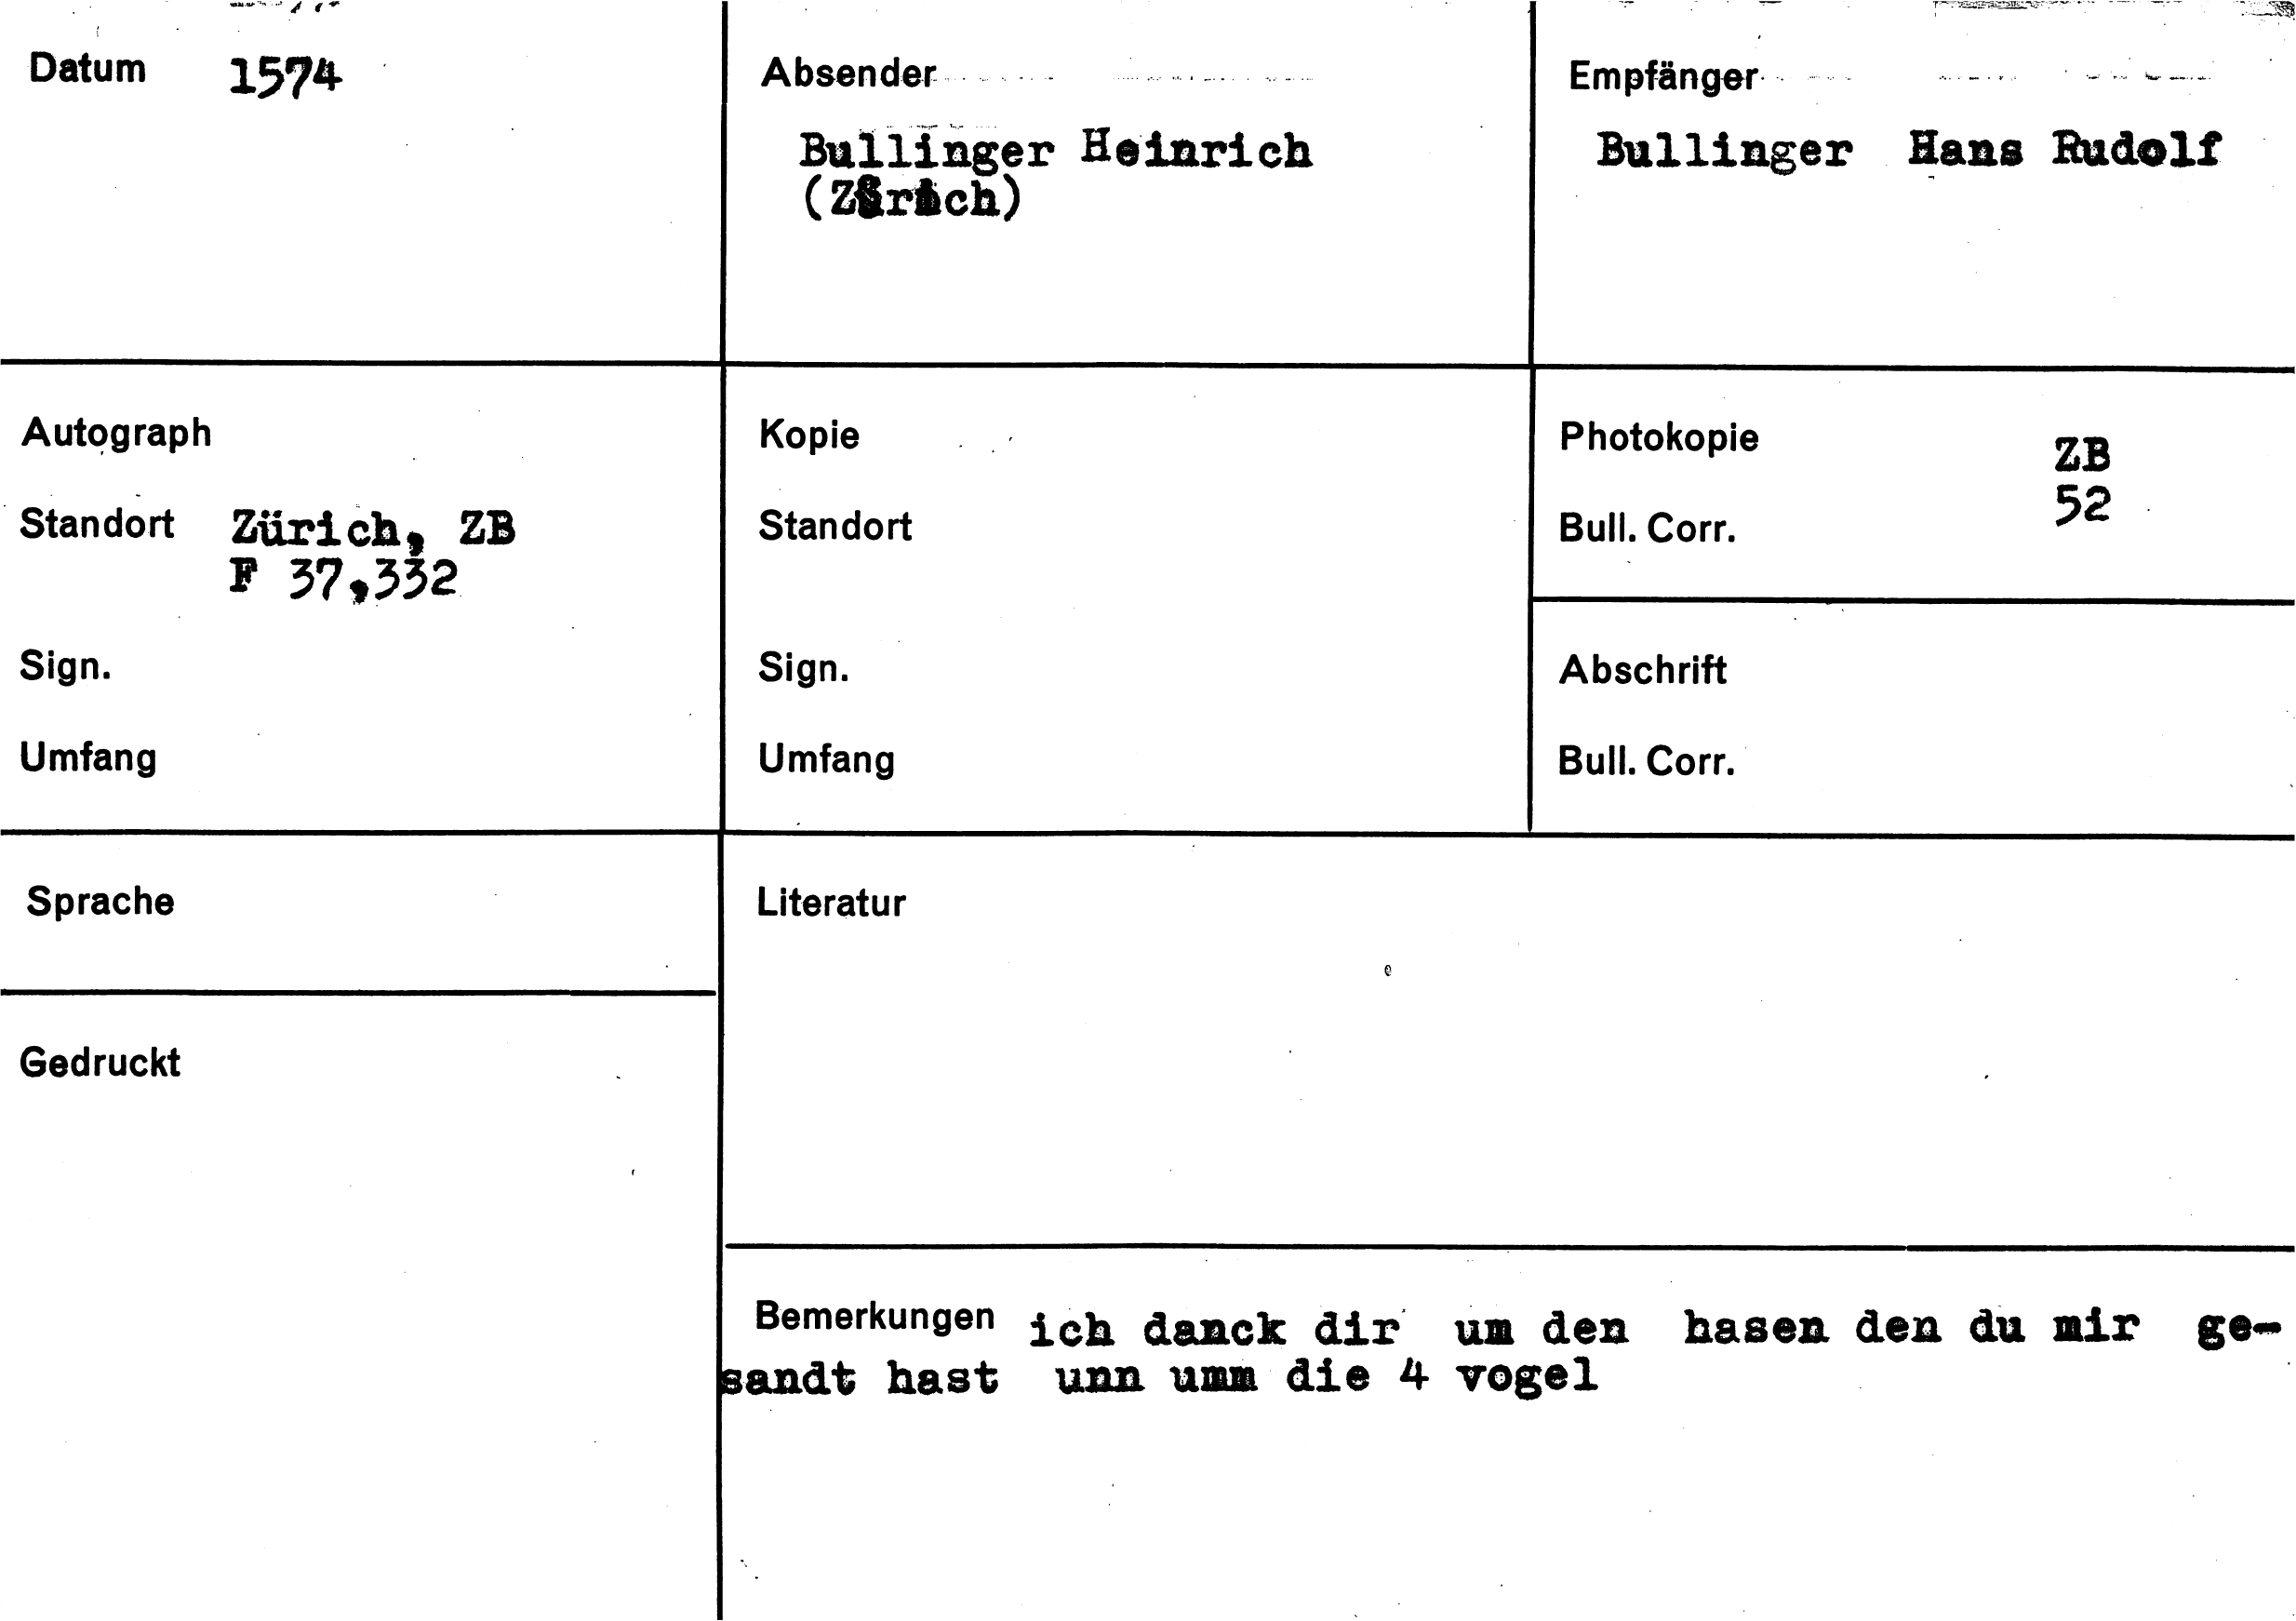 Datum 1574
Absender
Bullinger Heinrich
(Zürich)
Empfänger
Bullinger Hans Rudolf
Autograph
Standort Zürich, ZB
F 37,332
Sign.
Umfang
Kopie
Standort
Sign.
Umfang
Photokopie ZB
Bull. Corr. 52
Abschrift
Bull. Corr.
Sprache
Gedruckt
Literatur
Bemerkungen ich danck dir um den hasen den du mir ge-
sandt hast unn umm die 4 vogel